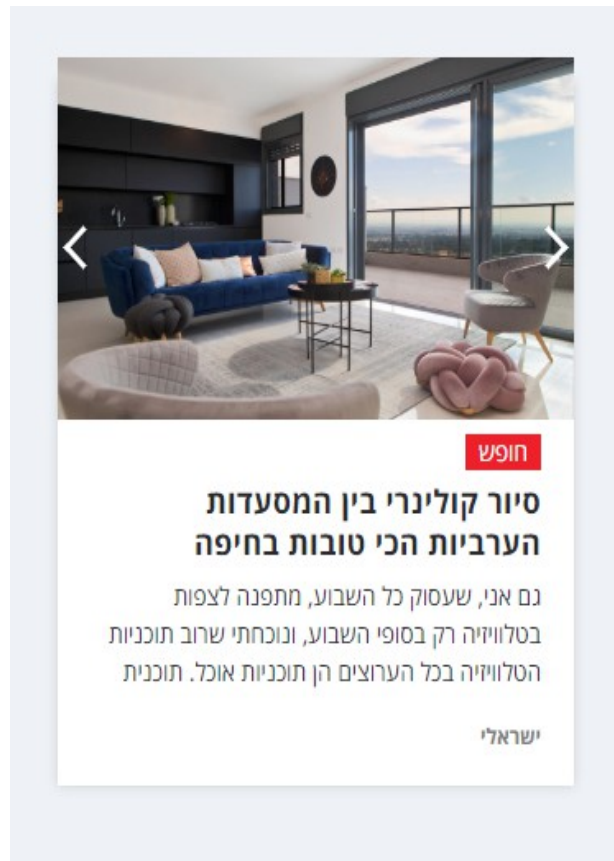 חופש
סיור קולינרי בין המסעדות
הערביות הכי טובות בחיפה
גם אני, שעסוק כל השבוע, מתפנה לצפות
בטלוויזיה רק בסופי השבוע, ונוכחתי שרוב תוכניות
הטלוויזיה בכל הערוצים הן תוכניות אוכל. תוכנית
ישראלי